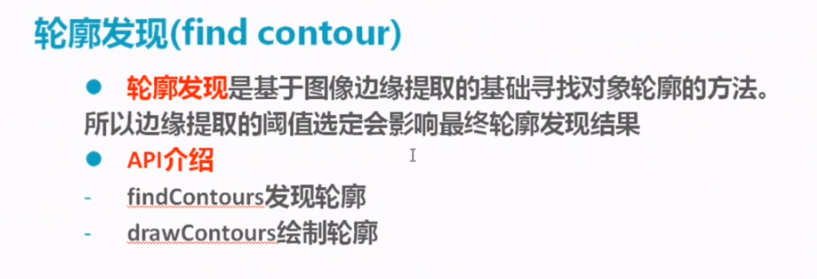 轮廓发现(find contour)
● 轮廓发现是基于图像边缘提取的基础寻找对象轮廓的方法。
所以边缘提取的阈值选定会影响最终轮廓发现结果
● API介绍
- findContours发现轮廓
- drawContours绘制轮廓